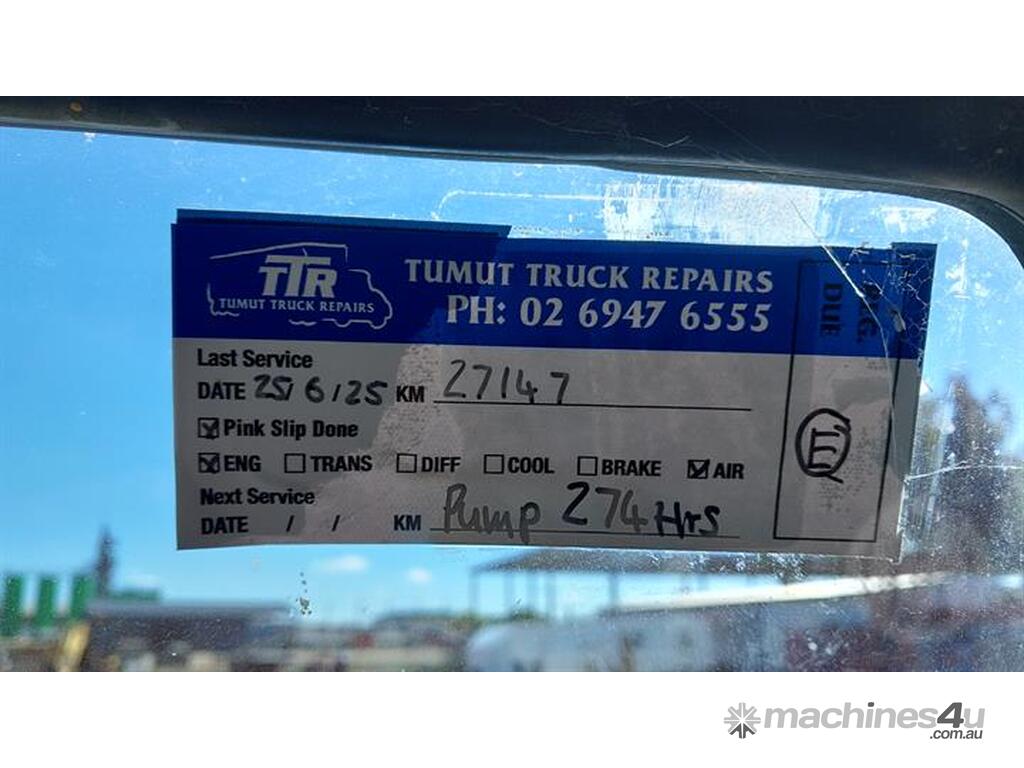 TTR
TUMUT TRUCK REPAIRS
TUMUT TRUCK REPAIRS
PH: 02 6947 6555
REG. DUE
Last Service
DATE 25/6/25 KM 27147
Pink Slip Done
ENG TRANS DIFF COOL BRAKE AIR
E
Next Service
DATE / / KM Pump 274 Hrs
machines4u
.com.au